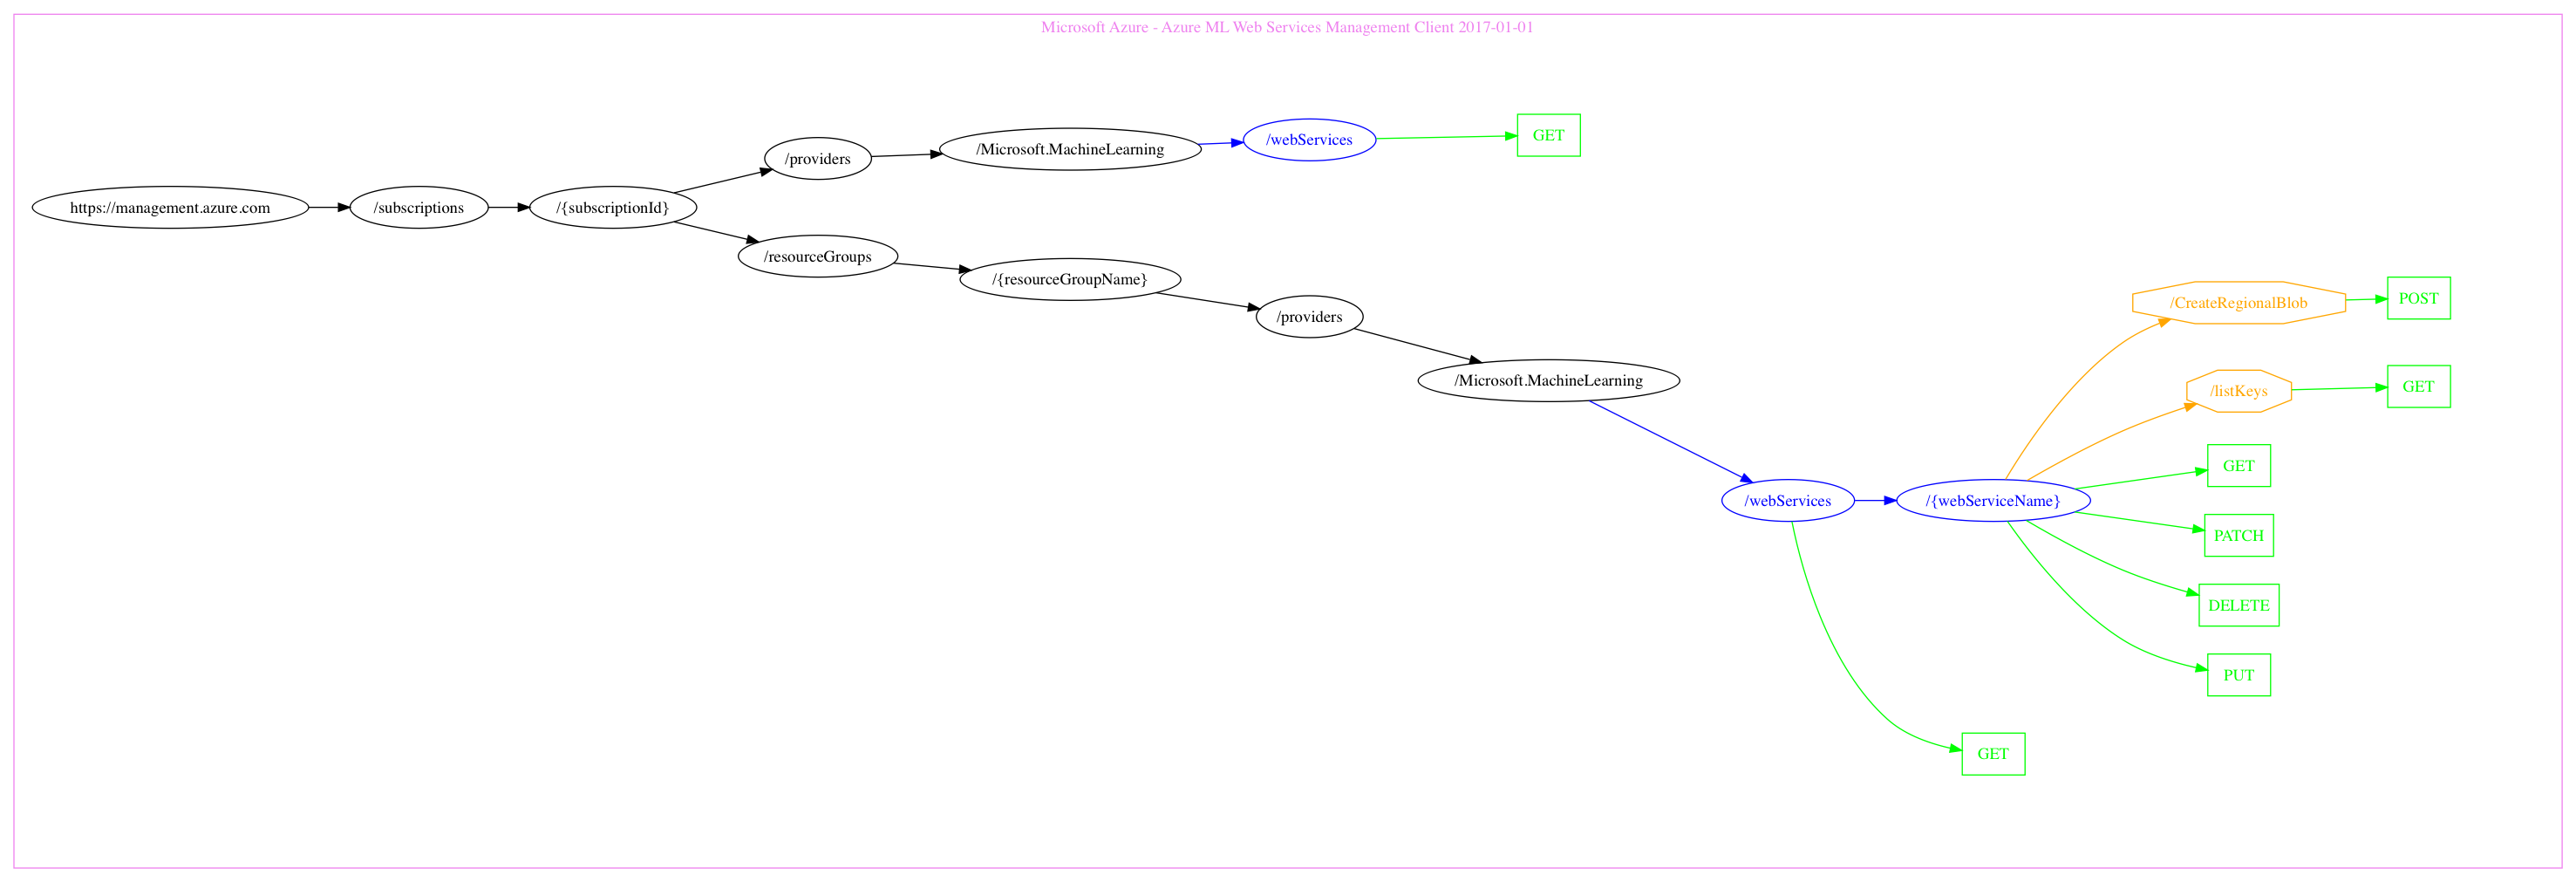 Microsoft Azure - Azure ML Web Services Management Client 2017-01-01
https://management.azure.com
/subscriptions
/{subscriptionId}
/providers
/Microsoft.MachineLearning
/webServices
GET
/resourceGroups
/{resourceGroupName}
/providers
/Microsoft.MachineLearning
/webServices
/{webServiceName}
/CreateRegionalBlob
POST
/listKeys
GET
GET
PATCH
DELETE
PUT
GET